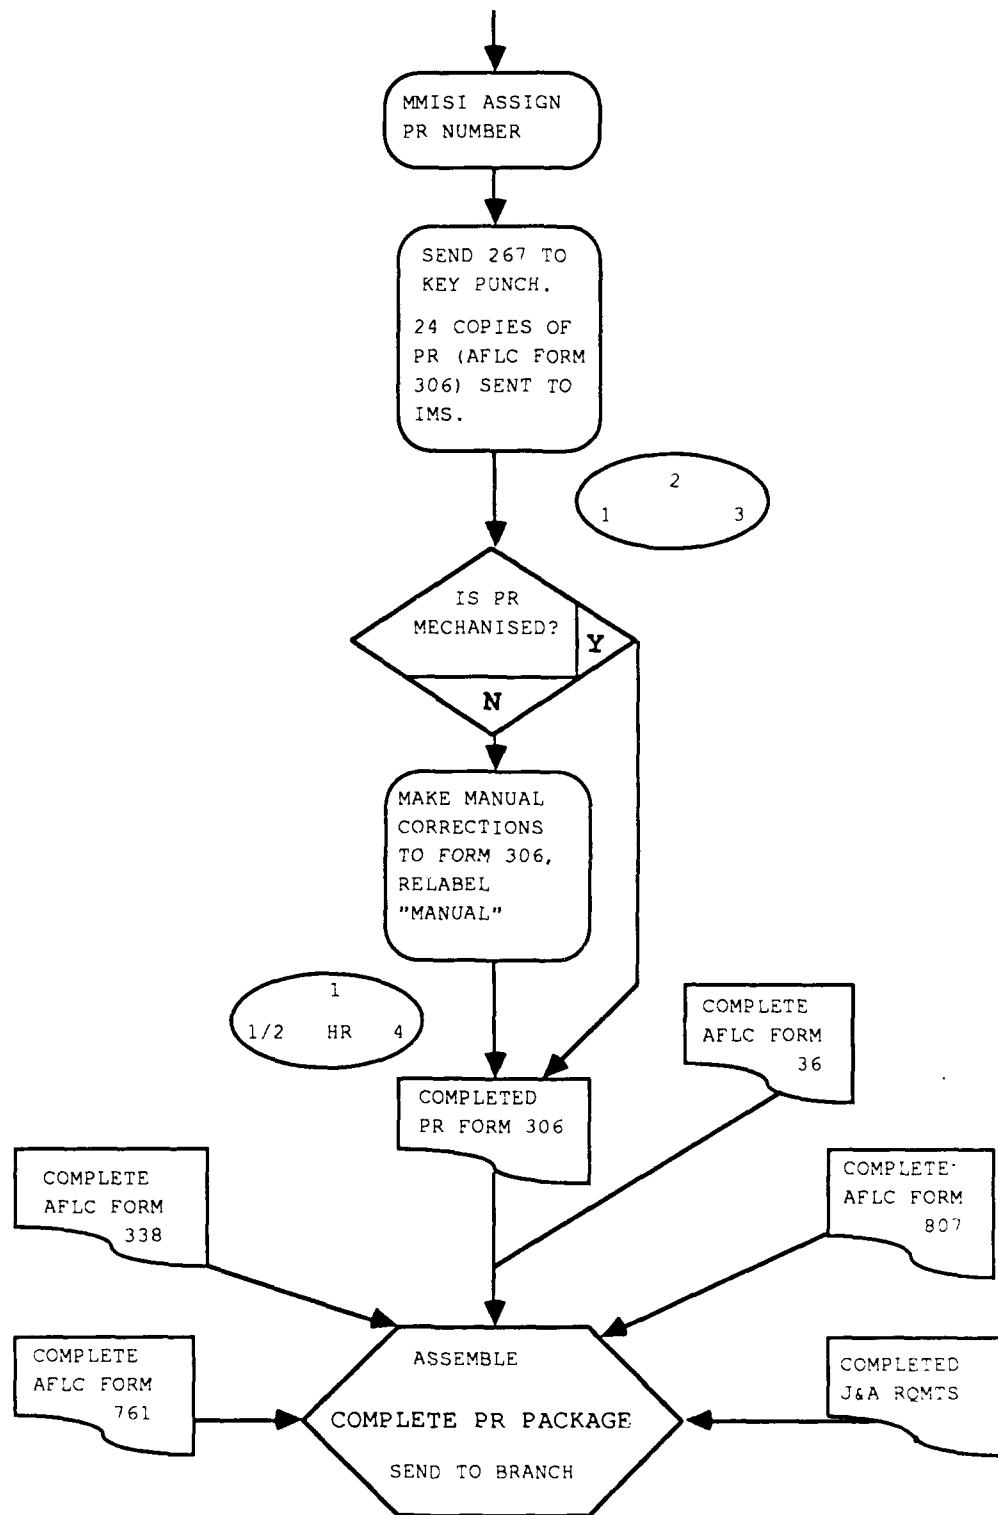 MMISI ASSIGN
PR NUMBER
SEND 267 TO
KEY PUNCH.
24 COPIES OF
PR (AFLC FORM
306) SENT TO
IMS.
2
1 3
IS PR
MECHANISED?
Y
N
MAKE MANUAL
CORRECTIONS
TO FORM 306,
RELABEL
"MANUAL"
1
1/2 HR 4
COMPLETE
AFLC FORM
36
COMPLETED
PR FORM 306
COMPLETE
AFLC FORM
338
COMPLETE
AFLC FORM
807
COMPLETE
AFLC FORM
761
ASSEMBLE
COMPLETE PR PACKAGE
SEND TO BRANCH
COMPLETED
J&A RQMTS